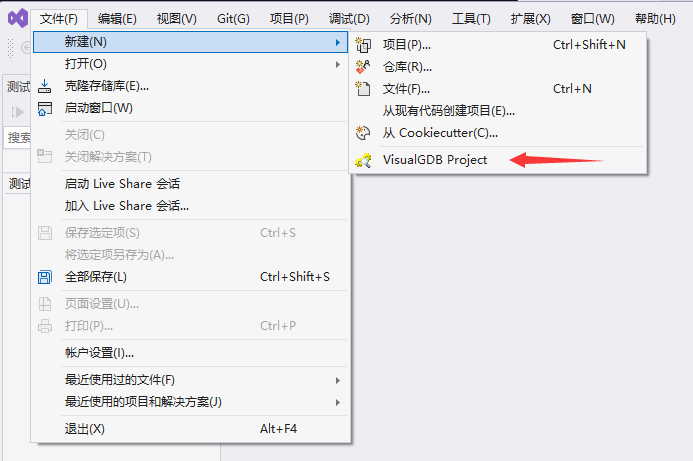 文件(F) 编辑(E) 视图(V) Git(G) 项目(P) 调试(D) 分析(N) 工具(T) 扩展(X) 窗口(W) 帮助(H)
新建(N)
打开(O)
克隆存储库(E)...
启动窗口(W)
关闭(C)
关闭解决方案(T)
启动 Live Share 会话
加入 Live Share 会话...
保存选定项(S) Ctrl+S
将选定项另存为(A)...
全部保存(L) Ctrl+Shift+S
页面设置(U)...
打印(P)... Ctrl+P
帐户设置(I)...
最近使用过的文件(F)
最近使用的项目和解决方案(J)
退出(X) Alt+F4
项目(P)... Ctrl+Shift+N
仓库(R)...
文件(F)... Ctrl+N
从现有代码创建项目(E)...
从 Cookiecutter(C)...
VisualGDB Project
测试
搜索
测试